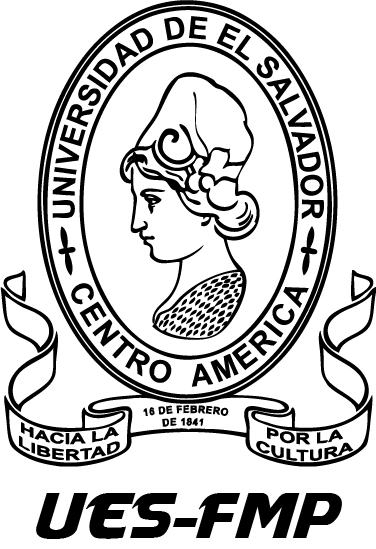 UNIVERSIDAD DE EL SALVADOR
CENTRO AMERICA
HACIA LA
LIBERTAD
16 DE FEBRERO
DE 1841
POR LA
CULTURA
UES-FMP